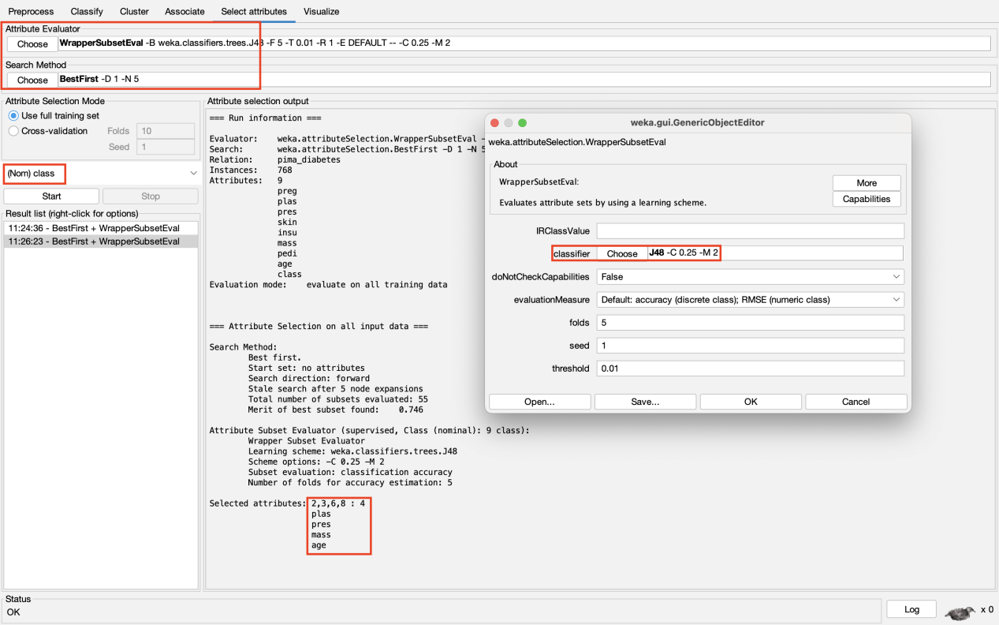 Preprocess Classify Cluster Associate Select attributes Visualize
Attribute Evaluator
Choose WrapperSubsetEval -B weka.classifiers.trees.J48 -F 5 -T 0.01 -R 1 -E DEFAULT -- -C 0.25 -M 2
Search Method
Choose BestFirst -D 1 -N 5
Attribute Selection Mode
Use full training set
Cross-validation Folds 10
Seed 1
(Nom) class
Start Stop
Result list (right-click for options)
11:24:36 - BestFirst + WrapperSubsetEval
11:26:23 - BestFirst + WrapperSubsetEval
Attribute selection output
=== Run information ===
Evaluator: weka.attributeSelection.WrapperSubsetEval -
Search: weka.attributeSelection.BestFirst -D 1 -N 5
Relation: pima_diabetes
Instances: 768
Attributes: 9
preg
plas
pres
skin
insu
mass
pedi
age
class
Evaluation mode: evaluate on all training data
=== Attribute Selection on all input data ===
Search Method:
Best first.
Start set: no attributes
Search direction: forward
Stale search after 5 node expansions
Total number of subsets evaluated: 55
Merit of best subset found: 0.746
Attribute Subset Evaluator (supervised, Class (nominal): 9 class):
Wrapper Subset Evaluator
Learning scheme: weka.classifiers.trees.J48
Scheme options: -C 0.25 -M 2
Subset evaluation: classification accuracy
Number of folds for accuracy estimation: 5
Selected attributes: 2,3,6,8 : 4
plas
pres
mass
age
weka.gui.GenericObjectEditor
weka.attributeSelection.WrapperSubsetEval
About
WrapperSubsetEval:
Evaluates attribute sets by using a learning scheme.
More
Capabilities
IRClassValue
classifier Choose J48 -C 0.25 -M 2
doNotCheckCapabilities False
evaluationMeasure Default: accuracy (discrete class); RMSE (numeric class)
folds 5
seed 1
threshold 0.01
Open... Save... OK Cancel
Status
OK
Log x 0